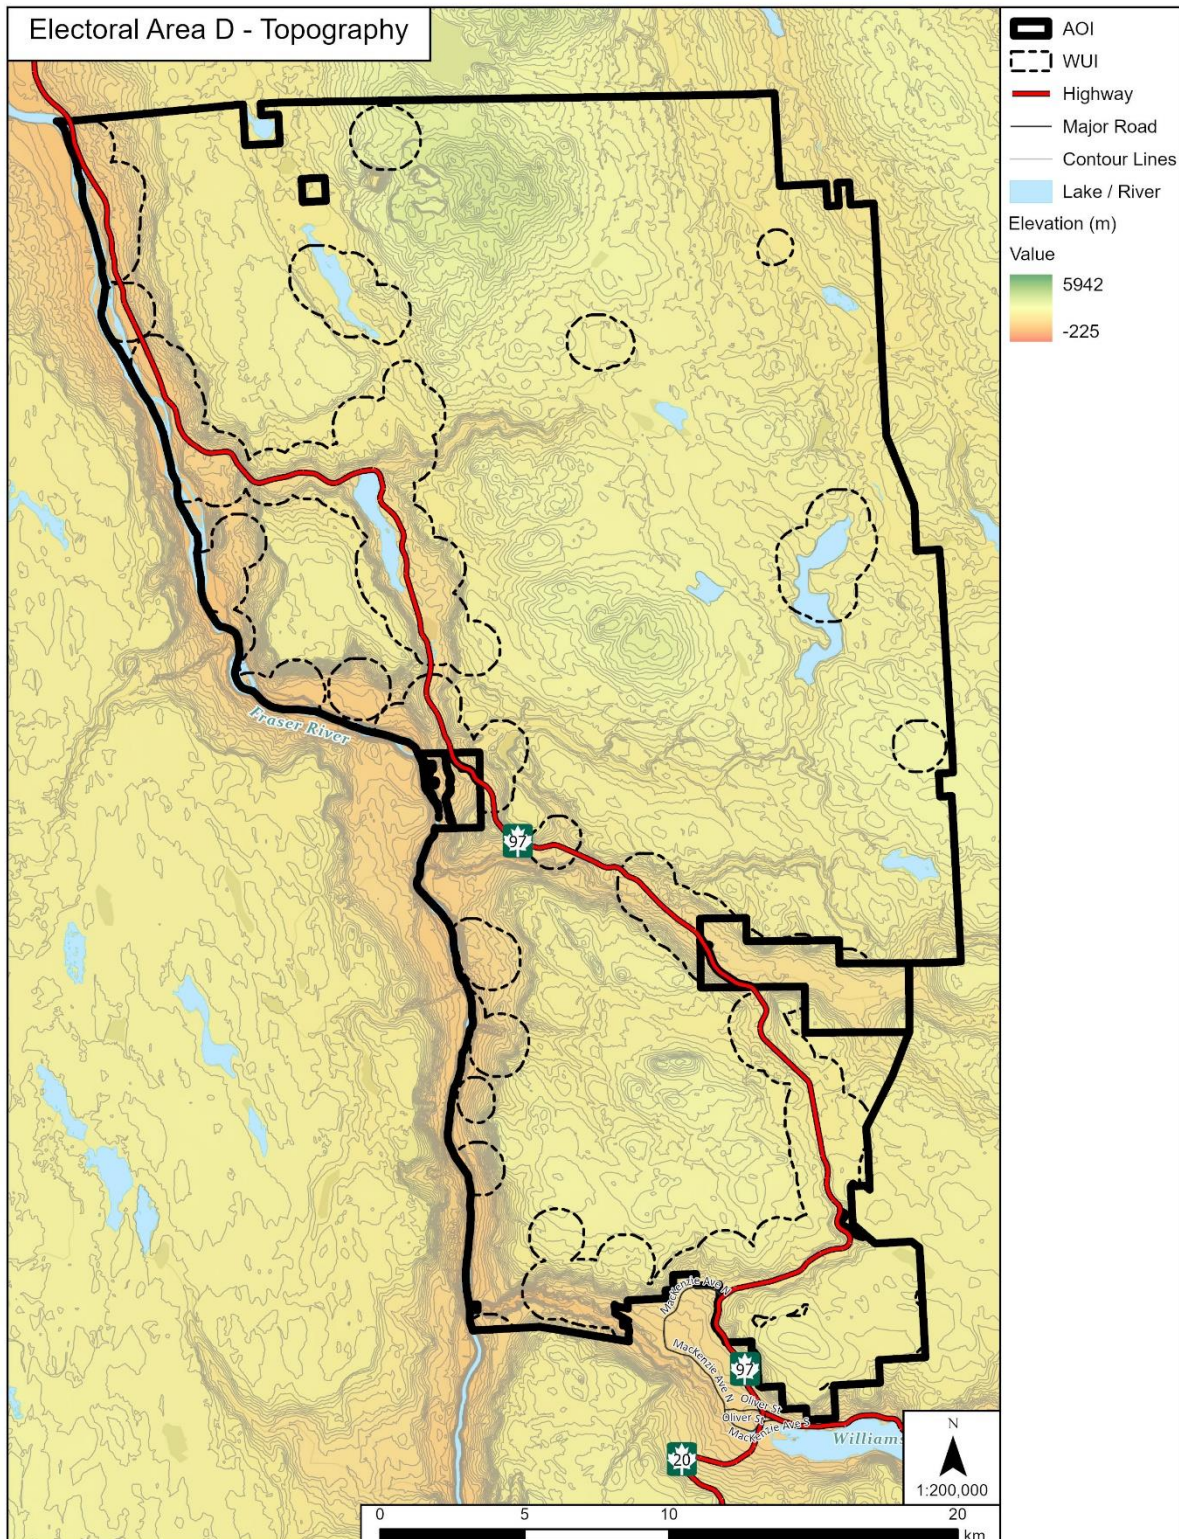 Electoral Area D - Topography
AOI
WUI
Highway
Major Road
Contour Lines
Lake / River
Elevation (m)
Value
5942
-225
Fraser River
97
MacKenzie Ave N
MacKenzie Ave N
97
Oliver St
Oliver St
MacKenzie Ave S
Williams
20
N
1:200,000
0 5 10 20
km